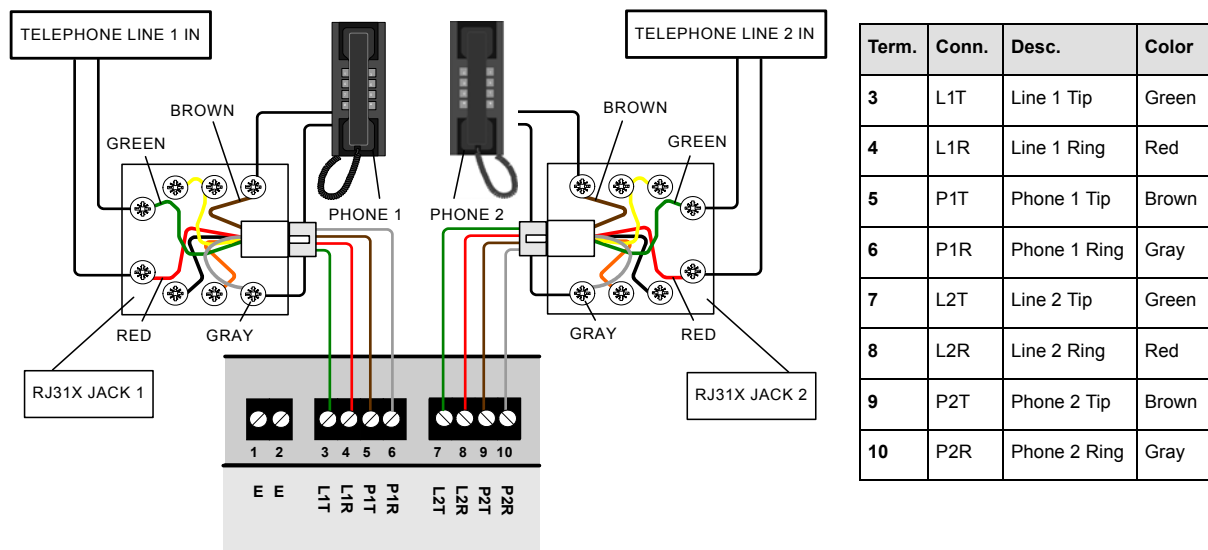 TELEPHONE LINE 1 IN
TELEPHONE LINE 2 IN
BROWN
BROWN
GREEN
GREEN
PHONE 1
PHONE 2
RED
GRAY
GRAY
RED
RJ31X JACK 1
RJ31X JACK 2
1 2 3 4 5 6 7 8 9 10
E E L1T L1R P1T P1R L2T L2R P2T P2R
Term. Conn. Desc. Color
3 L1T Line 1 Tip Green
4 L1R Line 1 Ring Red
5 P1T Phone 1 Tip Brown
6 P1R Phone 1 Ring Gray
7 L2T Line 2 Tip Green
8 L2R Line 2 Ring Red
9 P2T Phone 2 Tip Brown
10 P2R Phone 2 Ring Gray